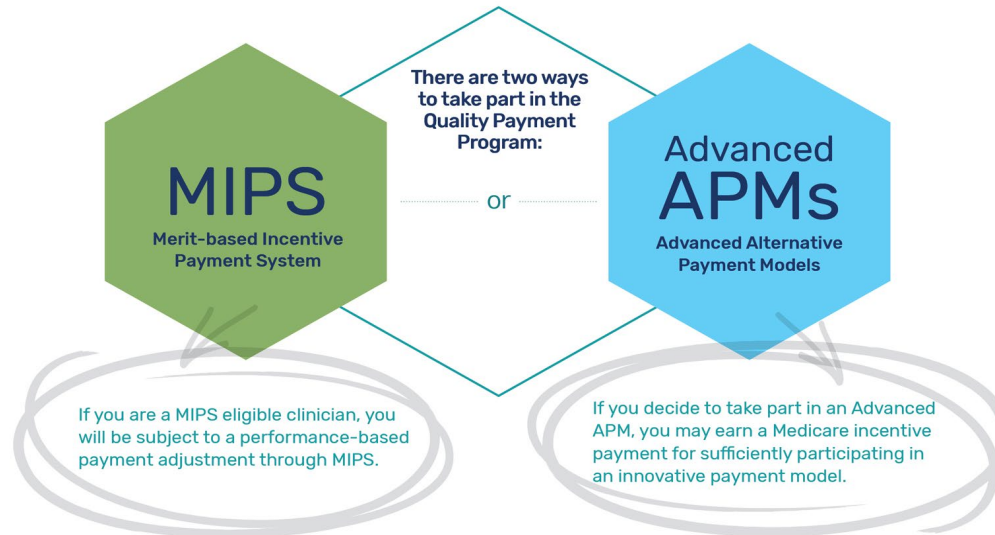 There are two ways
to take part in the
Quality Payment
Program:
MIPS
Merit-based Incentive
Payment System
or
Advanced
APMs
Advanced Alternative
Payment Models
If you are a MIPS eligible clinician, you
will be subject to a performance-based
payment adjustment through MIPS.
If you decide to take part in an Advanced
APM, you may earn a Medicare incentive
payment for sufficiently participating in
an innovative payment model.